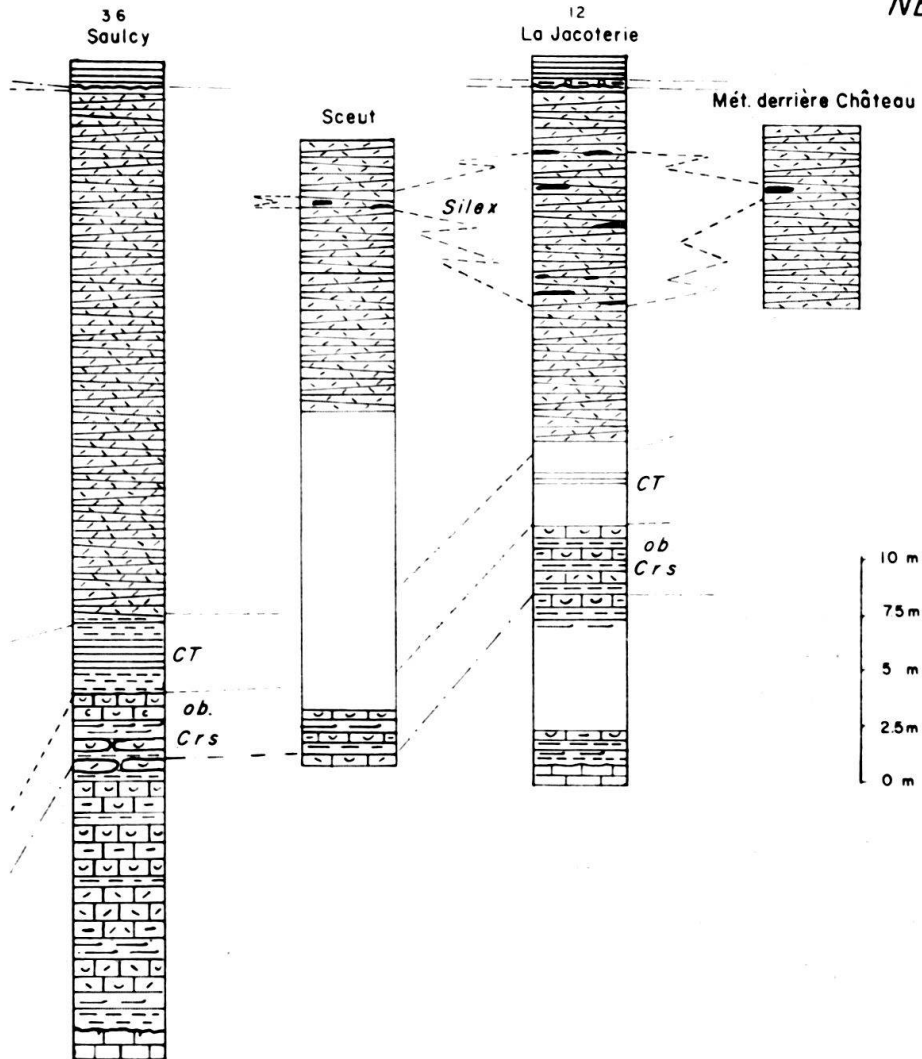 36
Saulcy
Sceut
12
La Jacoterie
Mét. derrière Château
Silex
CT
ob
Crs
CT
ob.
Crs
10 m
7.5 m
5 m
2.5 m
0 m